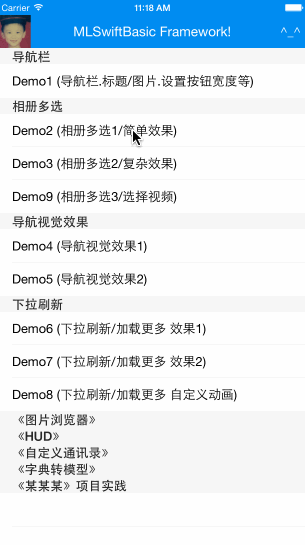 Carrier 11:18 AM
MLSwiftBasic Framework! ^_^
导航栏
Demo1 (导航栏.标题/图片.设置按钮宽度等)
相册多选
Demo2 (相册多选1/简单效果)
Demo3 (相册多选2/复杂效果)
Demo9 (相册多选3/选择视频)
导航视觉效果
Demo4 (导航视觉效果1)
Demo5 (导航视觉效果2)
下拉刷新
Demo6 (下拉刷新/加载更多 效果1)
Demo7 (下拉刷新/加载更多 效果2)
Demo8 (下拉刷新/加载更多 自定义动画)
《图片浏览器》
《HUD》
《自定义通讯录》
《字典转模型》
《某某某》项目实践